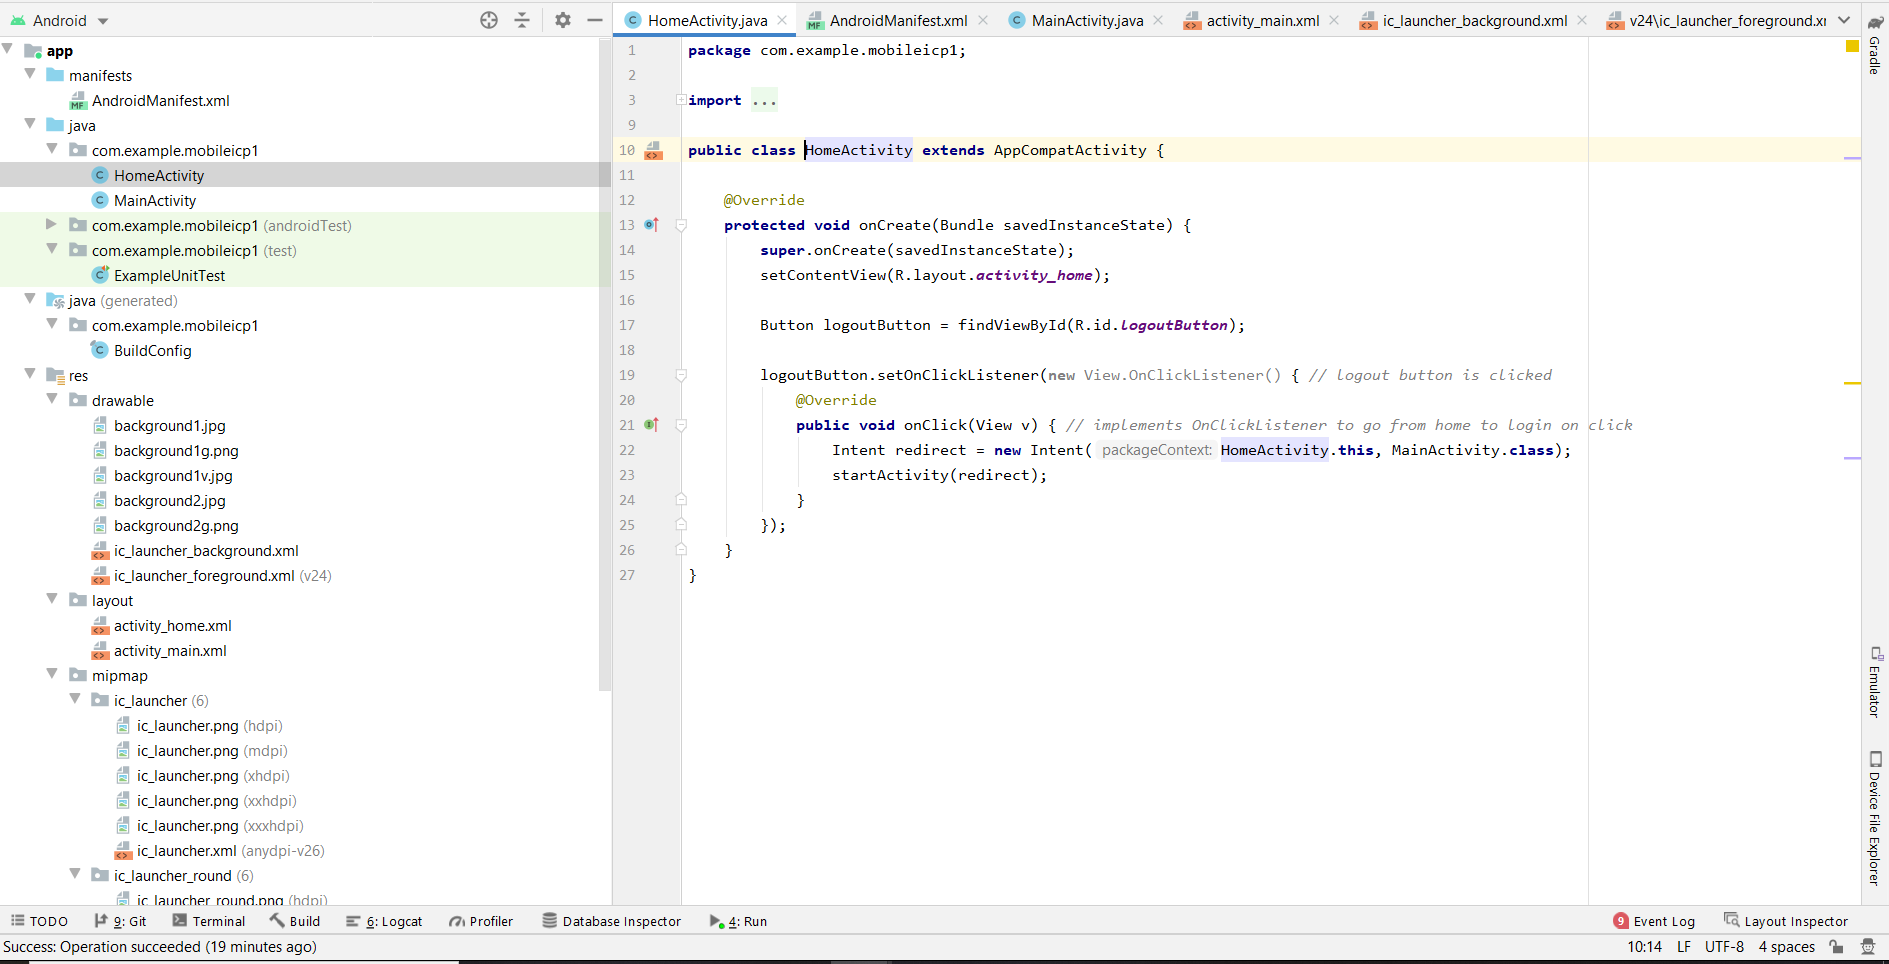 Android
HomeActivity.java
AndroidManifest.xml
MainActivity.java
activity_main.xml
ic_launcher_background.xml
v24\ic_launcher_foreground.xr
app
manifests
AndroidManifest.xml
java
com.example.mobileicp1
HomeActivity
MainActivity
com.example.mobileicp1 (androidTest)
com.example.mobileicp1 (test)
ExampleUnitTest
java (generated)
com.example.mobileicp1
BuildConfig
res
drawable
background1.jpg
background1g.png
background1v.jpg
background2.jpg
background2g.png
ic_launcher_background.xml
ic_launcher_foreground.xml (v24)
layout
activity_home.xml
activity_main.xml
mipmap
ic_launcher (6)
ic_launcher.png (hdpi)
ic_launcher.png (mdpi)
ic_launcher.png (xhdpi)
ic_launcher.png (xxhdpi)
ic_launcher.png (xxxhdpi)
ic_launcher.xml (anydpi-v26)
ic_launcher_round (6)
ic_launcher_round.png (hdpi)
1 package com.example.mobileicp1;
2
3 import ...
9
10 public class HomeActivity extends AppCompatActivity {
11
12 @Override
13 protected void onCreate(Bundle savedInstanceState) {
14 super.onCreate(savedInstanceState);
15 setContentView(R.layout.activity_home);
16
17 Button logoutButton = findViewById(R.id.logoutButton);
18
19 logoutButton.setOnClickListener(new View.OnClickListener() { // logout button is clicked
20 @Override
21 public void onClick(View v) { // implements OnClickListener to go from home to login on click
22 Intent redirect = new Intent( packageContext: HomeActivity.this, MainActivity.class);
23 startActivity(redirect);
24 }
25 });
26 }
27 }
Gradle
Emulator
Device File Explorer
TODO
9: Git
Terminal
Build
6: Logcat
Profiler
Database Inspector
4: Run
9 Event Log
Layout Inspector
Success: Operation succeeded (19 minutes ago)
10:14 LF UTF-8 4 spaces